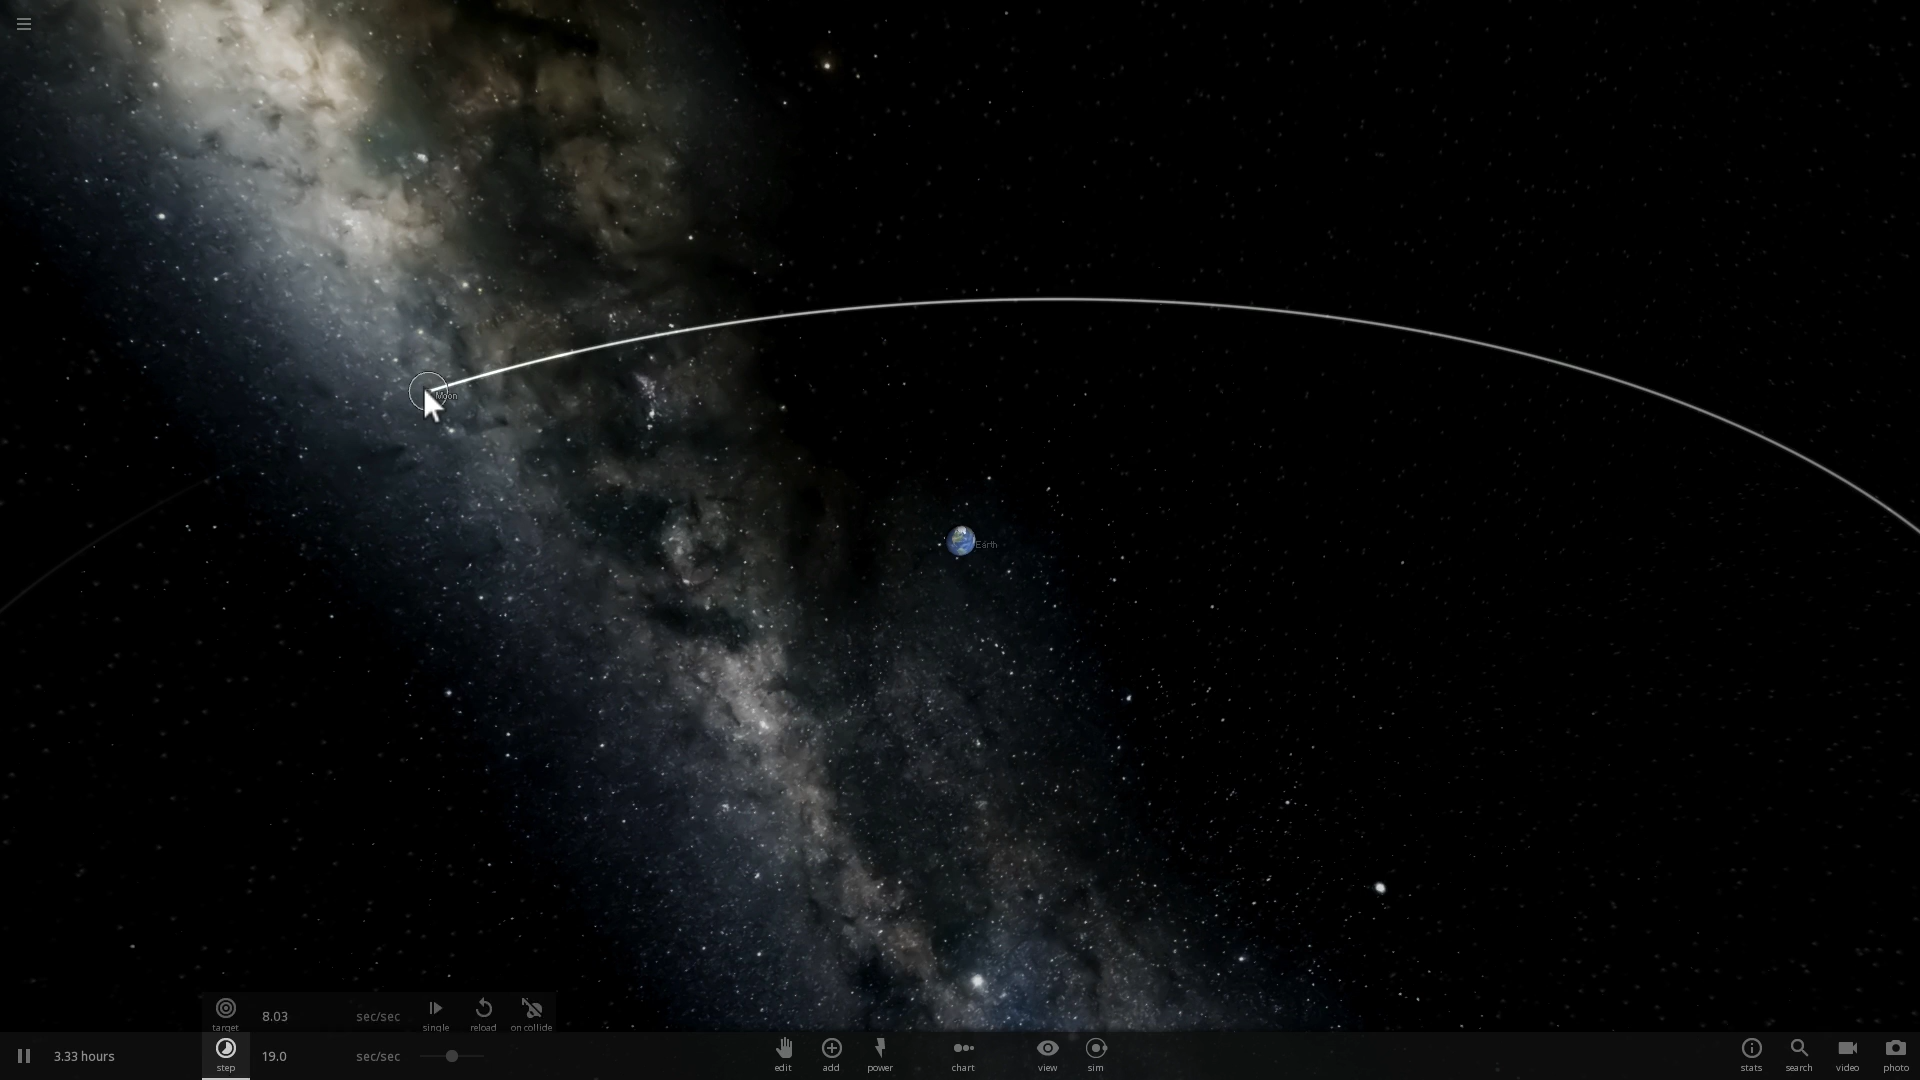 Moon
Earth
8.03 sec/sec
target single reload on collide
3.33 hours 19.0 sec/sec
step edit add power chart view sim stats search video photo